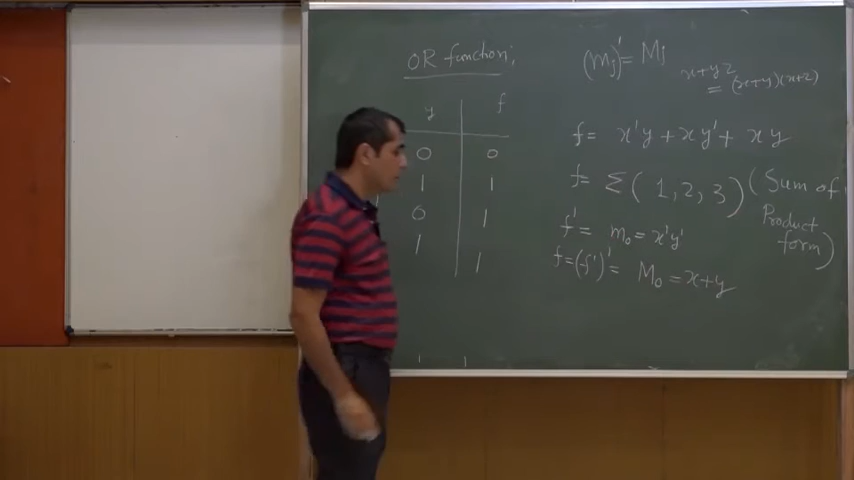 OR function:
y f
0 0
1 1
0 1
1 1
(mj)' = Mj
x+yz
= (x+y)(x+z)
f = x'y + xy' + xy
f = Σ(1,2,3) (Sum of
Product
form)
f' = m₀ = x'y'
f = (f')' = M₀ = x+y